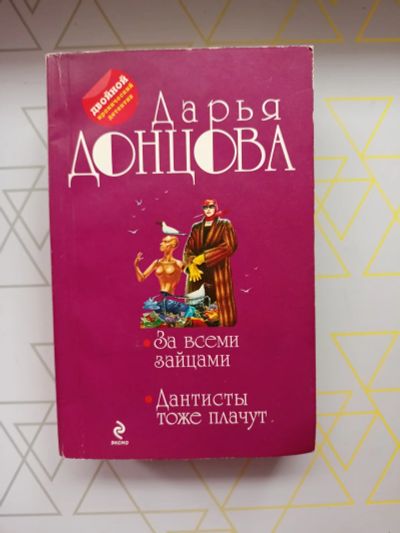 ДВОЙНОЙ
иронический
детектив
Дарья
ДОНЦОВА
• За всеми
зайцами
• Дантисты
тоже плачут
ЭКСМО